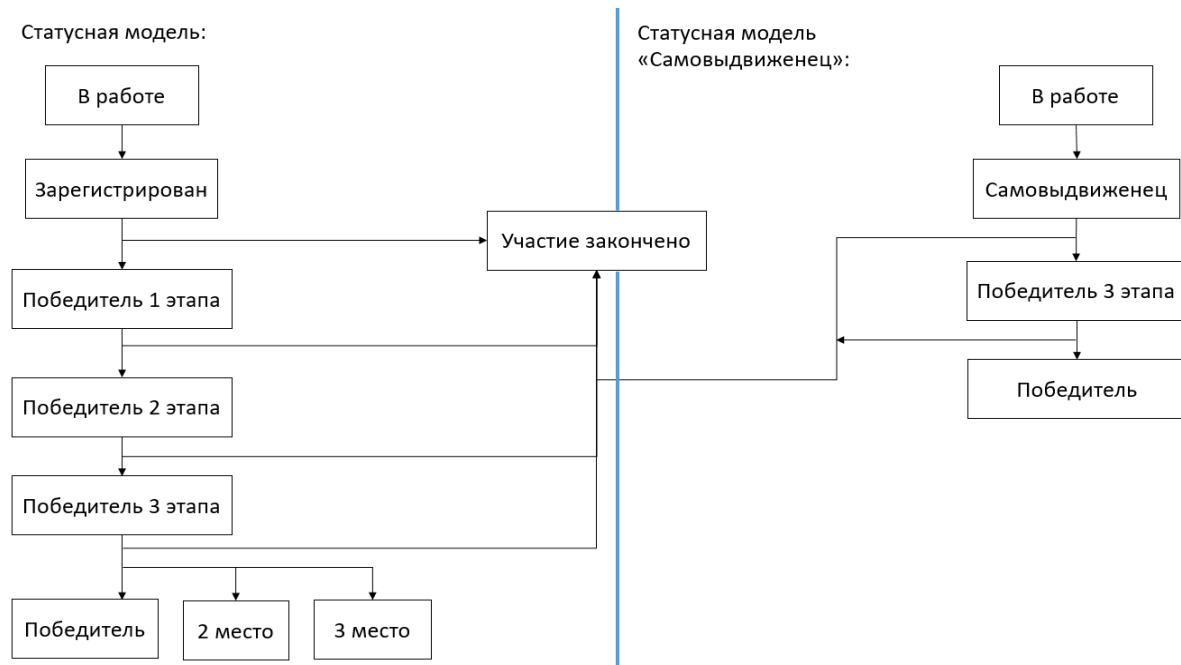 Статусная модель:
В работе
Зарегистрирован
Победитель 1 этапа
Победитель 2 этапа
Победитель 3 этапа
Победитель
2 место
3 место
Участие закончено
Статусная модель
«Самовыдвиженец»:
В работе
Самовыдвиженец
Победитель 3 этапа
Победитель